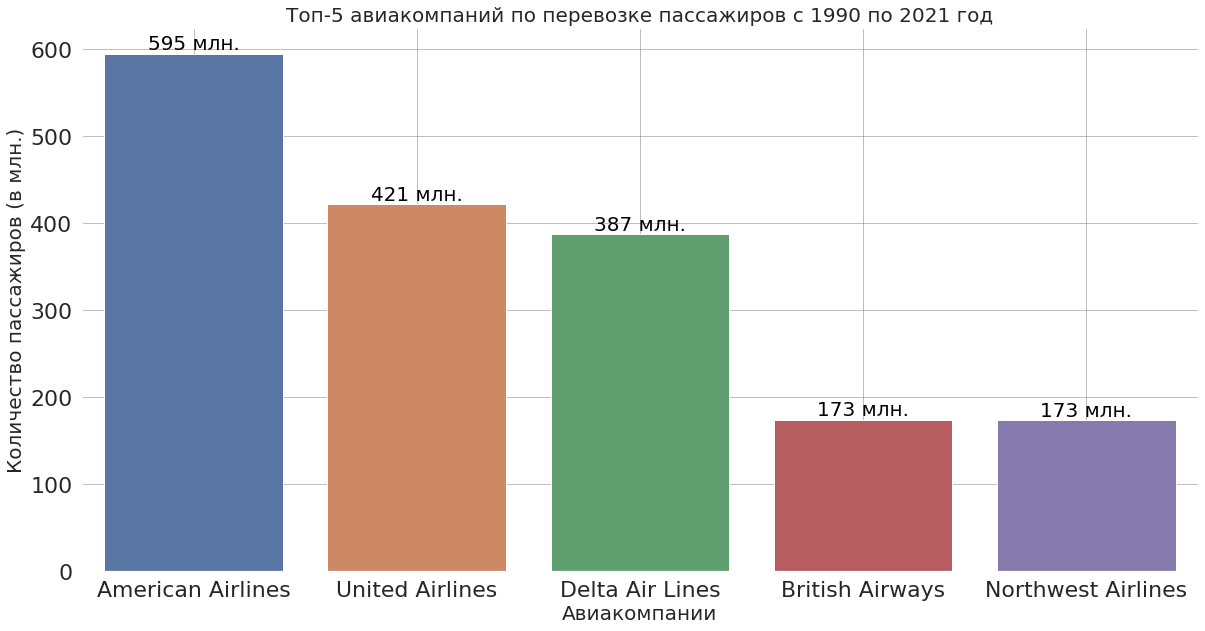 Топ-5 авиакомпаний по перевозке пассажиров с 1990 по 2021 год
Количество пассажиров (в млн.)
600
500
400
300
200
100
0
595 млн.
421 млн.
387 млн.
173 млн.
173 млн.
American Airlines
United Airlines
Delta Air Lines
British Airways
Northwest Airlines
Авиакомпании